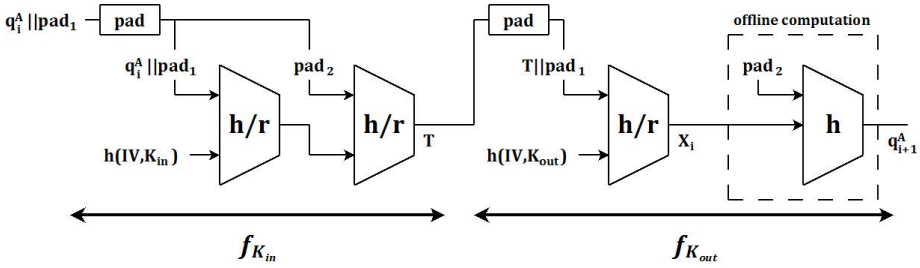 q_i^A ||pad_1
pad
q_i^A ||pad_1
pad_2
h/r
h/r
h(IV,K_in)
T
f_{K_in}
pad
T||pad_1
h/r
h(IV,K_out)
X_i
offline computation
pad_2
h
q_{i+1}^A
f_{K_out}